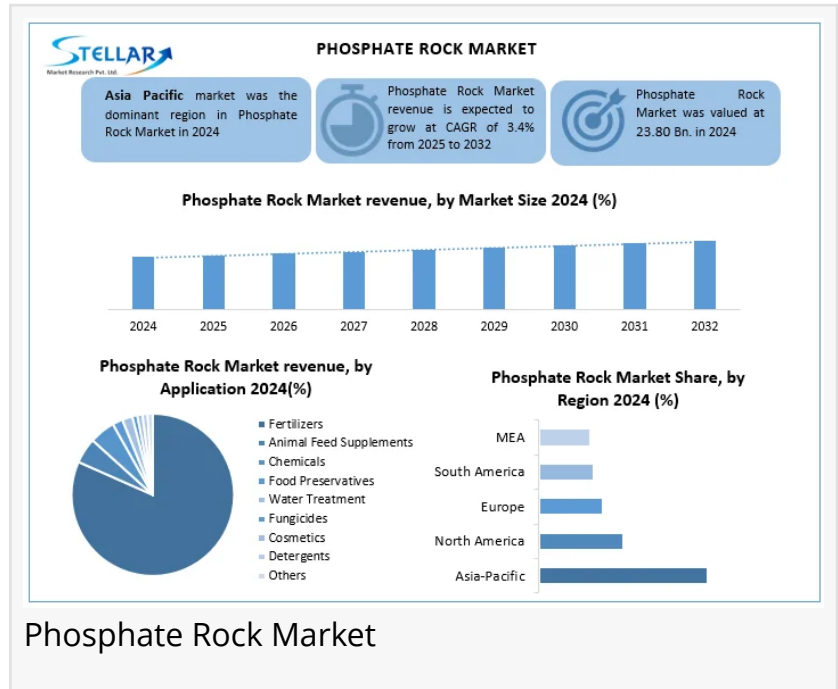 STELLAR
Market Research Pvt. Ltd.
PHOSPHATE ROCK MARKET
Asia Pacific market was the
dominant region in Phosphate
Rock Market in 2024
Phosphate Rock Market
revenue is expected to
grow at CAGR of 3.4%
from 2025 to 2032
Phosphate Rock
Market was valued at
23.80 Bn. in 2024
Phosphate Rock Market revenue, by Market Size 2024 (%)
2024 2025 2026 2027 2028 2029 2030 2031 2032
Phosphate Rock Market revenue, by
Application 2024(%)
Fertilizers
Animal Feed Supplements
Chemicals
Food Preservatives
Water Treatment
Fungicides
Cosmetics
Detergents
Others
Phosphate Rock Market Share, by
Region 2024 (%)
MEA
South America
Europe
North America
Asia-Pacific
Phosphate Rock Market